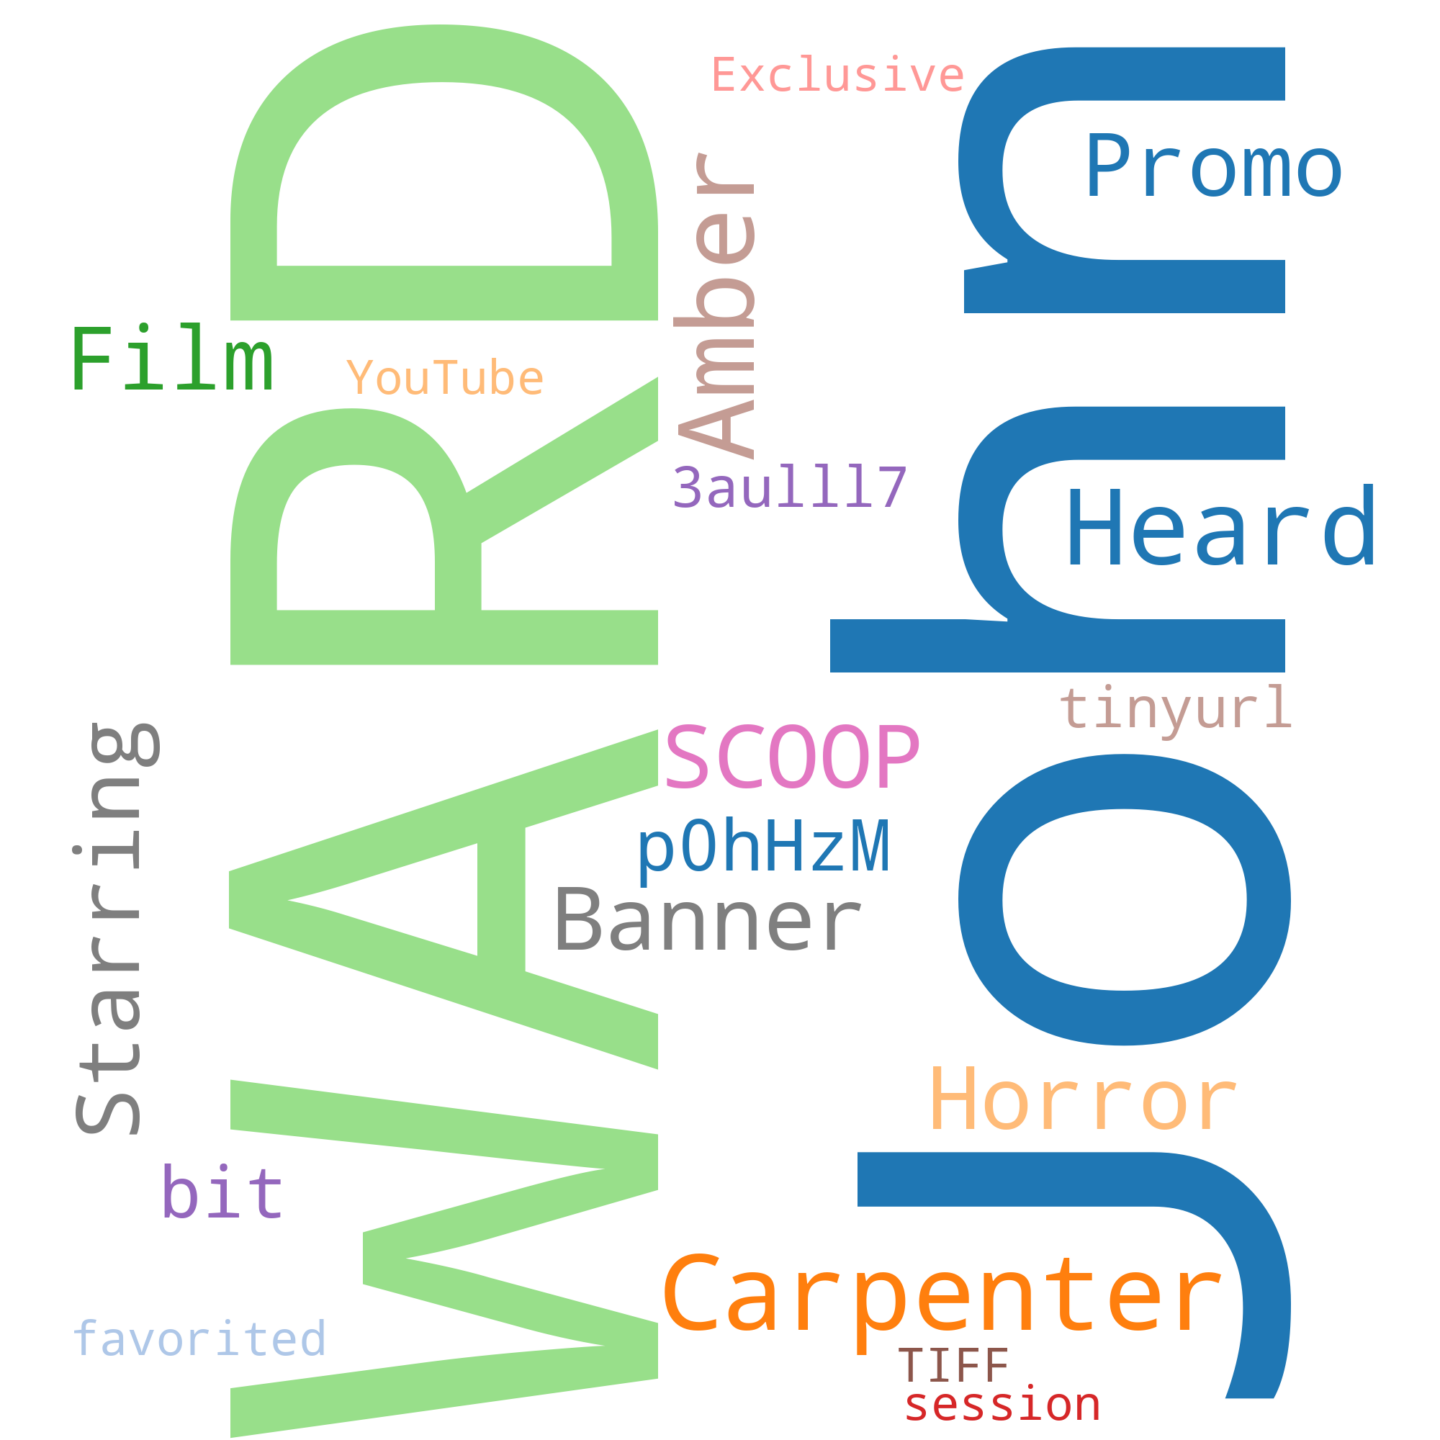 WARD
John
Exclusive
Promo
Amber
Film
YouTube
3aulll7
Heard
tinyurl
Starring
SCOOP
pOhHzM
Banner
Horror
bit
Carpenter
favorited
TIFF
session